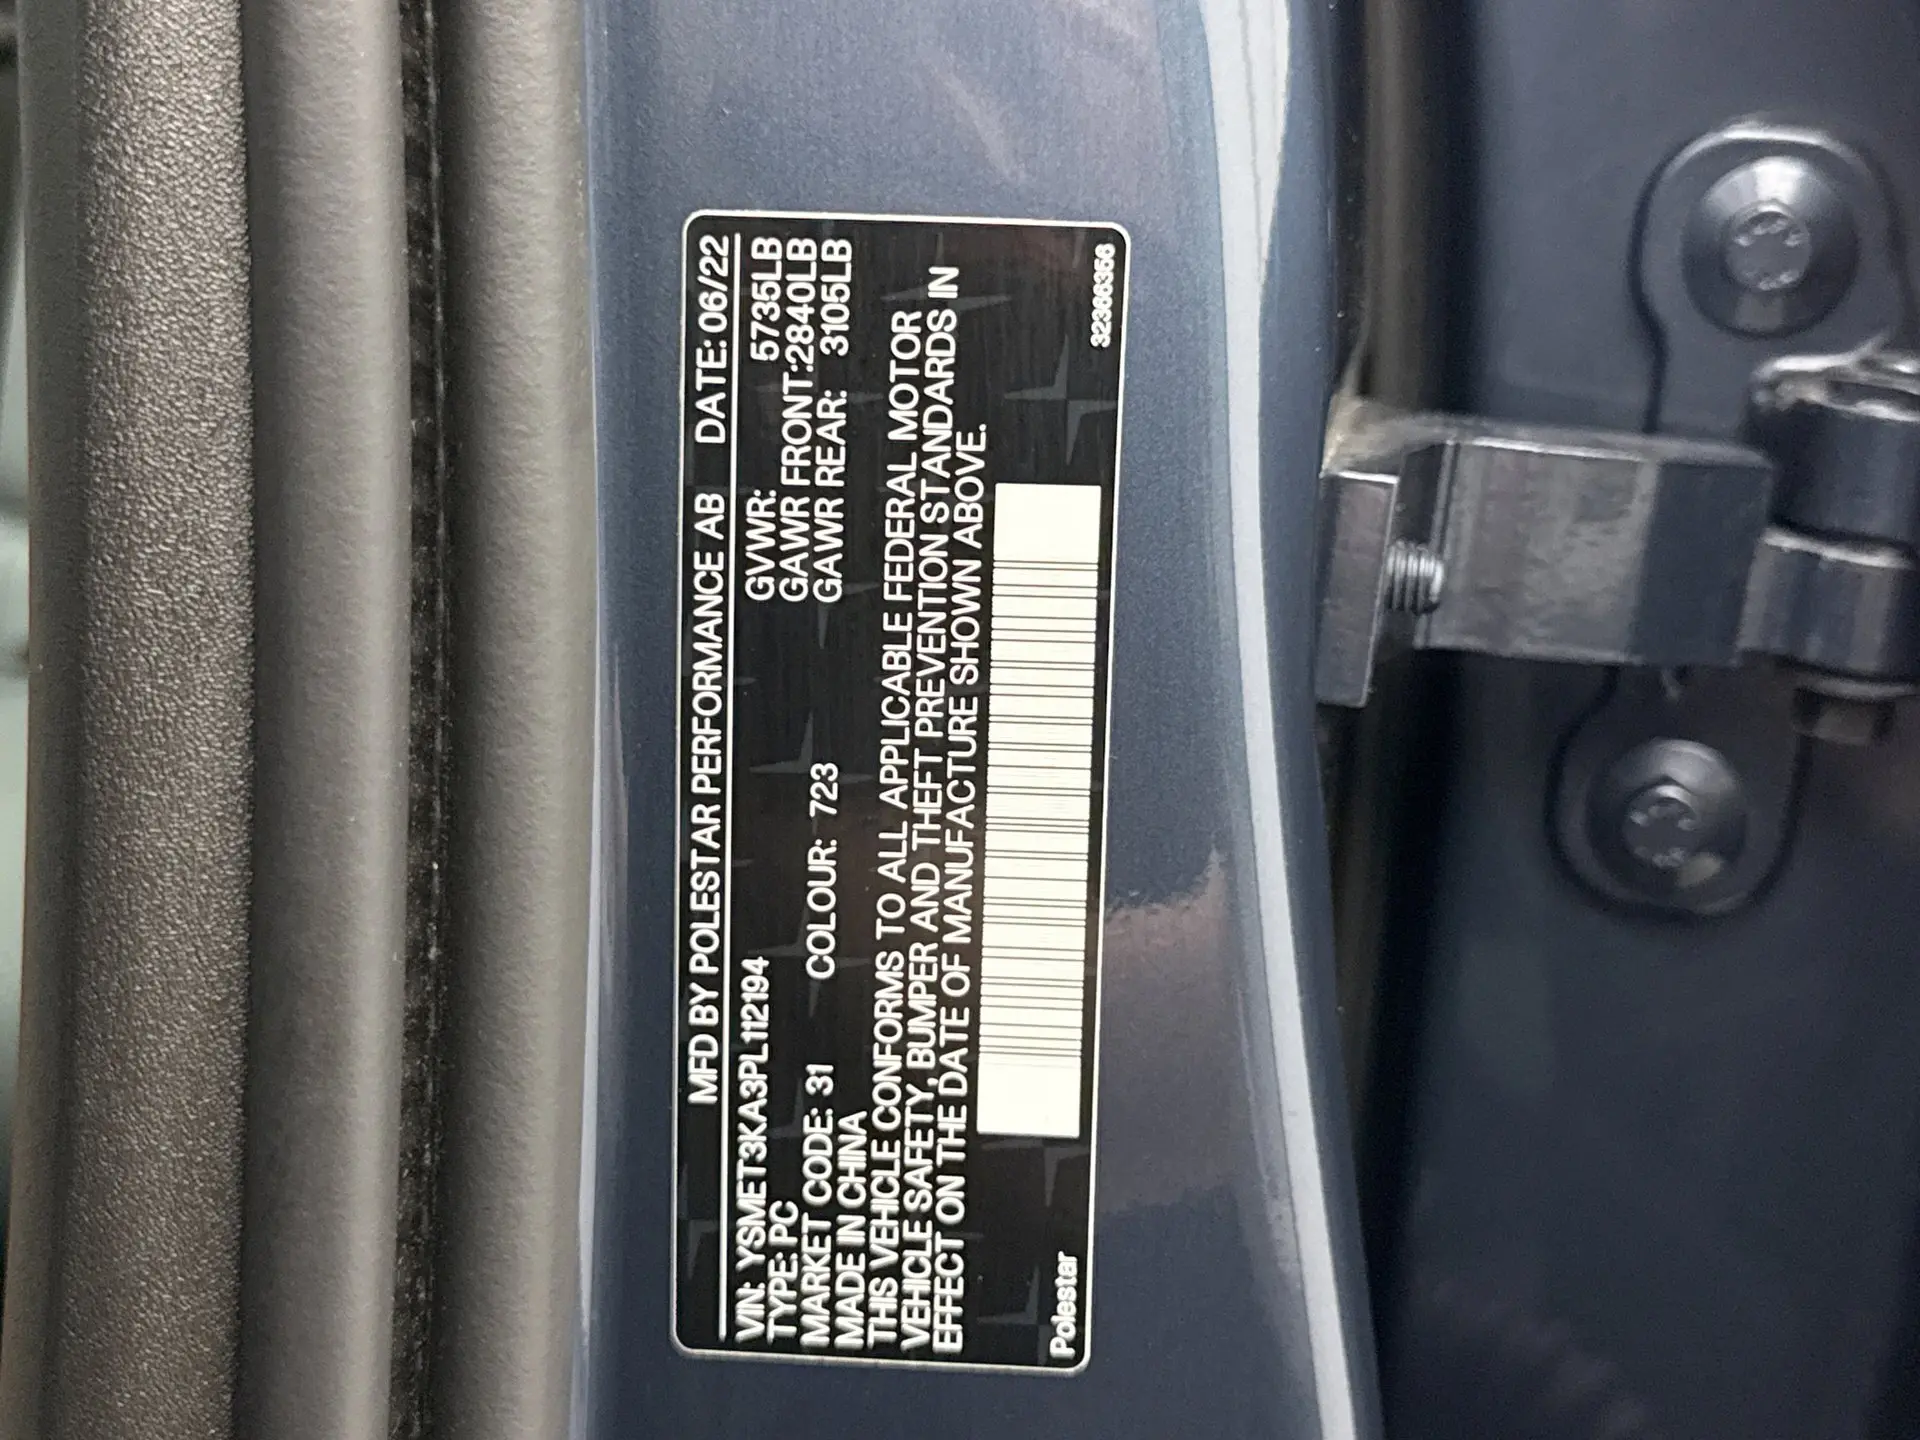 MFD BY POLESTAR PERFORMANCE AB DATE: 06/22
VIN: YSMET3KA3PL112194 GVWR: 5735LB
TYPE: PC GAWR FRONT:2840LB
MARKET CODE: 31 COLOUR: 723 GAWR REAR: 3105LB
MADE IN CHINA
THIS VEHICLE CONFORMS TO ALL APPLICABLE FEDERAL MOTOR
VEHICLE SAFETY, BUMPER AND THEFT PREVENTION STANDARDS IN
EFFECT ON THE DATE OF MANUFACTURE SHOWN ABOVE.
Polestar 32366356